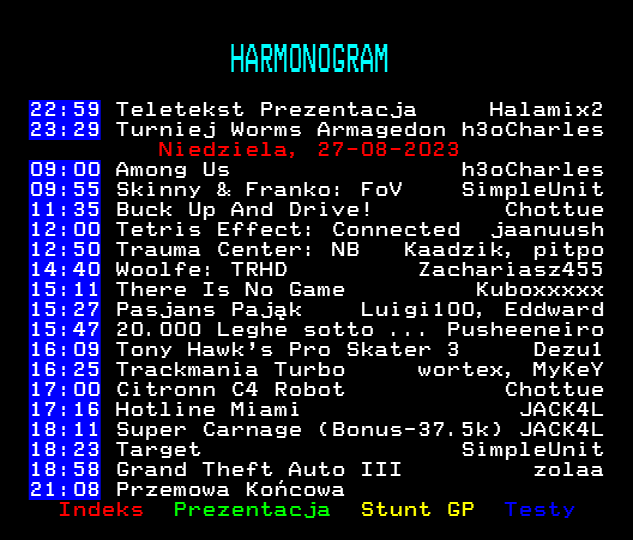 HARMONOGRAM
22:59 Teletekst Prezentacja Halamix2
23:29 Turniej Worms Armagedon h3oCharles
Niedziela, 27-08-2023
09:00 Among Us h3oCharles
09:55 Skinny & Franko: FoV SimpleUnit
11:35 Buck Up And Drive! Chottue
12:00 Tetris Effect: Connected jaanuush
12:50 Trauma Center: NB Kaadzik, pitpo
14:40 Woolfe: TRHD Zachariasz455
15:11 There Is No Game Kuboxxxxx
15:27 Pasjans Pająk Luigi100, Eddward
15:47 20.000 Leghe sotto ... Pusheeneiro
16:09 Tony Hawk's Pro Skater 3 Dezu1
16:25 Trackmania Turbo wortex, MyKeY
17:00 Citronn C4 Robot Chottue
17:16 Hotline Miami JACK4L
18:11 Super Carnage (Bonus-37.5k) JACK4L
18:23 Target SimpleUnit
18:58 Grand Theft Auto III zolaa
21:08 Przemowa Końcowa
Indeks Prezentacja Stunt GP Testy